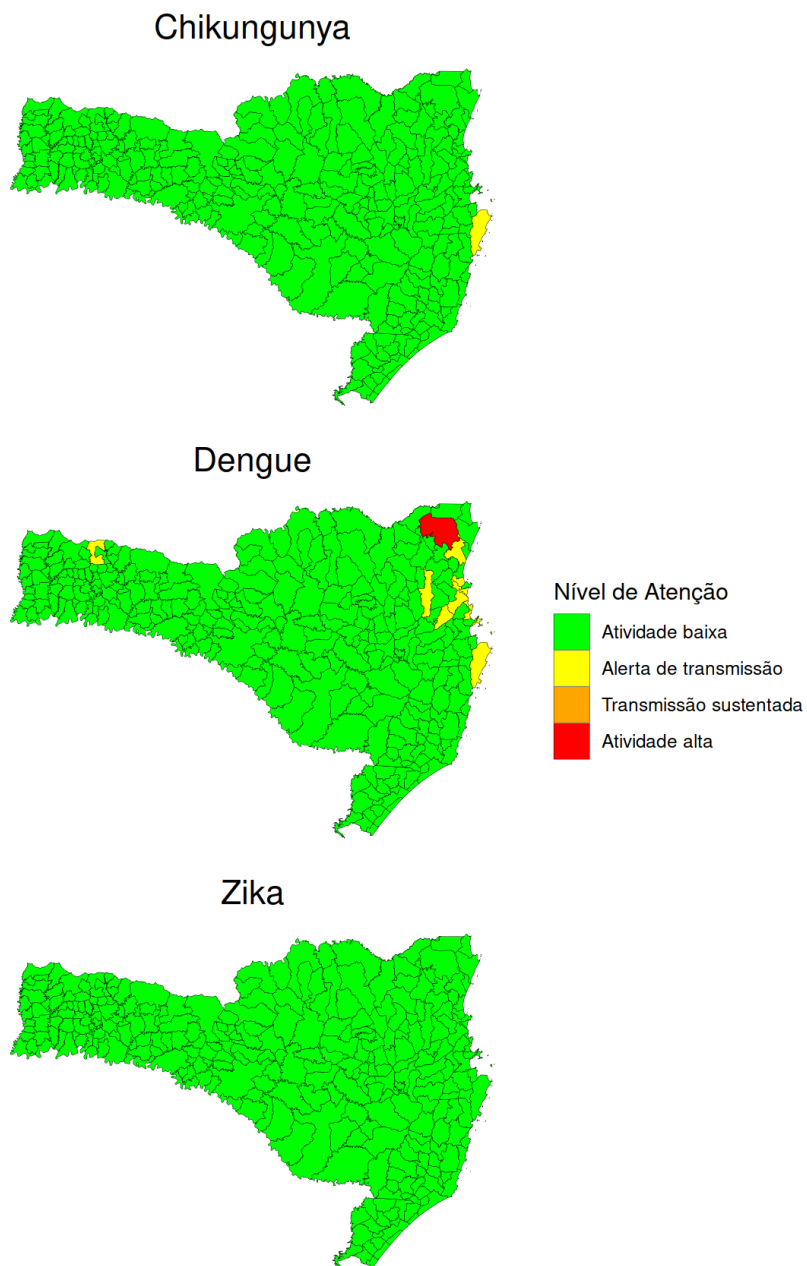 Chikungunya
Dengue
Nível de Atenção
Atividade baixa
Alerta de transmissão
Transmissão sustentada
Atividade alta
Zika